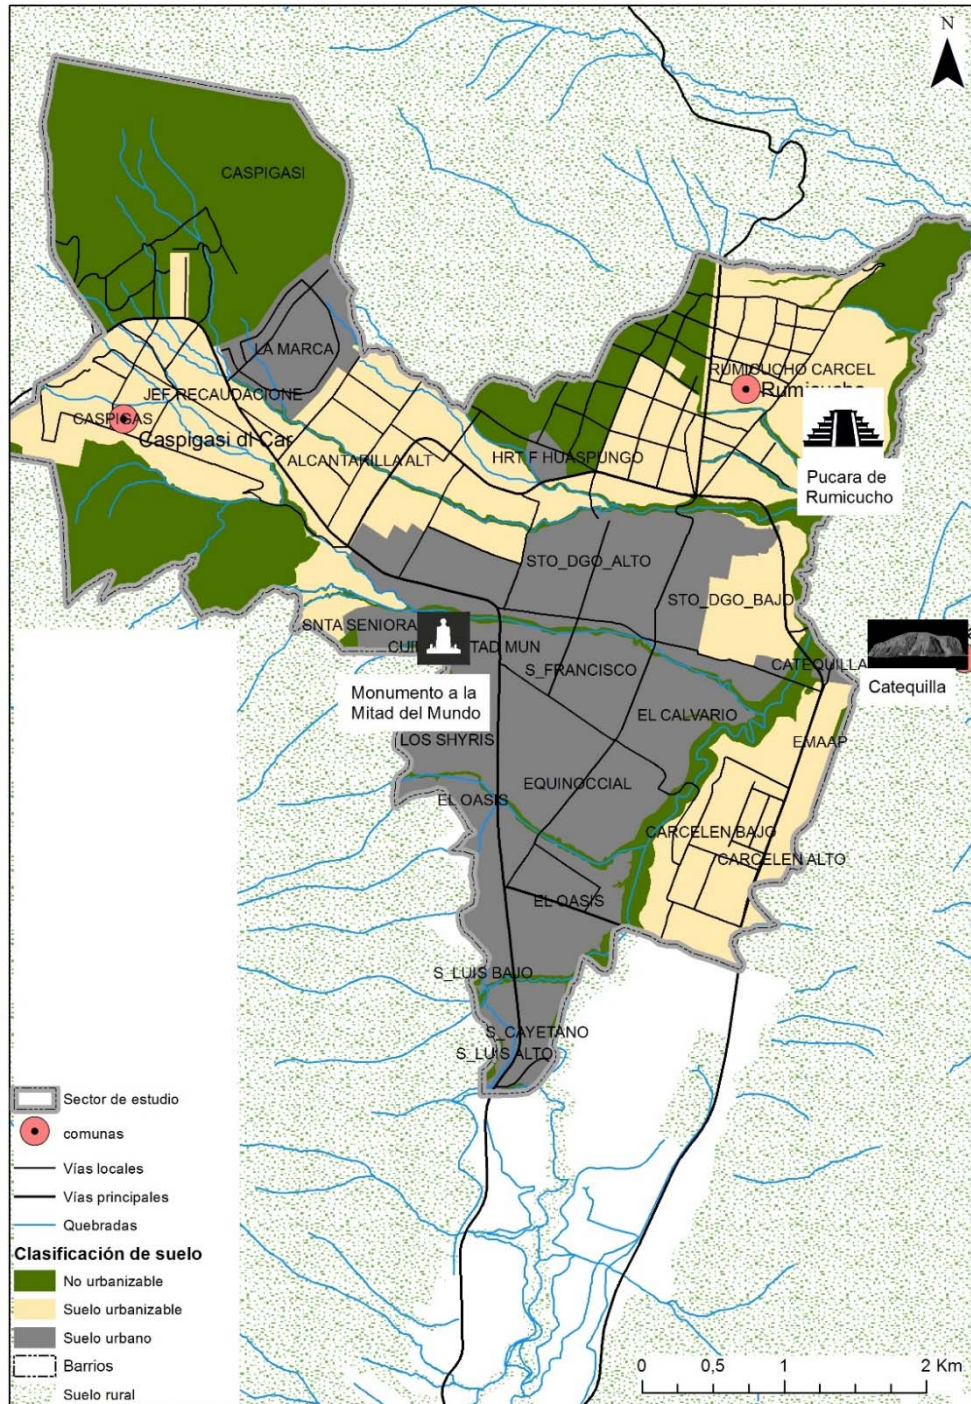 N
CASPIGASI
LA MARCA
RUMICUCHO CARCEL
JEF RECAUDACIONE
CASPIGAS
Caspigasi dl Car
ALCANTARILLA ALT
HRT F HUASPUNGO
Pucara de
Rumicucho
STO_DGO_ALTO
STO_DGO_BAJO
SNTA SENIORA
TAD MUN
S_FRANCISCO
CATEQUILLA
Catequilla
Monumento a la
Mitad del Mundo
EL CALVARIO
LOS SHYRIS
EMAAP
EQUINOCCIAL
EL OASIS
CARCELEN BAJO
CARCELEN ALTO
EL OASIS
S_LUIS BAJO
S_CAYETANO
S_LUIS ALTO
Sector de estudio
comunas
Vías locales
Vías principales
Quebradas
Clasificación de suelo
No urbanizable
Suelo urbanizable
Suelo urbano
Barrios
Suelo rural
0 0,5 1 2 Km